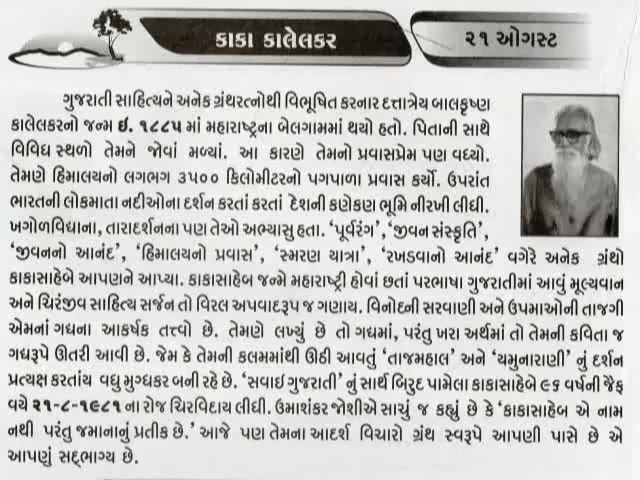 કાકા કાલેલકર
૨૧ ઓગસ્ટ
ગુજરાતી સાહિત્યને અનેક ગ્રંથરત્નોથી વિભૂષિત કરનાર દત્તાત્રેય બાલકૃષ્ણ
કાલેલકરનો જન્મ ઇ. ૧૮૮૫ માં મહારાષ્ટ્રના બેલગામમાં થયો હતો. પિતાની સાથે
વિવિધ સ્થળો તેમને જોવાં મળ્યાં. આ કારણે તેમનો પ્રવાસપ્રેમ પણ વધ્યો.
તેમણે હિમાલયનો લગભગ ૩૫૦૦ કિલોમીટરનો પગપાળા પ્રવાસ કર્યો. ઉપરાંત
ભારતની લોકમાતા નદીઓના દર્શન કરતાં કરતાં દેશની કણેકણ ભૂમિ નીરખી લીધી.
ખગોળવિદ્યાના, તારાદર્શનના પણ તેઓ અભ્યાસુ હતા. ‘પૂર્વરંગ’,‘જીવન સંસ્કૃતિ’,
‘જીવનનો આનંદ’, ‘હિમાલયનો પ્રવાસ’, ‘સ્મરણ યાત્રા’, ‘રખડવાનો આનંદ’ વગેરે અનેક ગ્રંથો
કાકાસાહેબે આપણને આપ્યા. કાકાસાહેબ જન્મે મહારાષ્ટ્રી હોવાં છતાં પરભાષા ગુજરાતીમાં આવું મૂલ્યવાન
અને ચિરંજીવ સાહિત્ય સર્જન તો વિરલ અપવાદરૂપ જ ગણાય. વિનોદની સરવાણી અને ઉપમાઓની તાજગી
એમનાં ગદ્યના આકર્ષક તત્ત્વો છે. તેમણે લખ્યું છે તો ગદ્યમાં, પરંતુ ખરા અર્થમાં તો તેમની કવિતા જ
ગદ્યરૂપે ઊતરી આવી છે. જેમ કે તેમની કલમમાંથી ઊઠી આવતું ‘તાજમહાલ’ અને ‘યમુનારાણી’ નું દર્શન
પ્રત્યક્ષ કરતાંય વધુ મુગ્ધકર બની રહે છે. ‘સવાઇ ગુજરાતી’ નું સાર્થ બિરુદ પામેલા કાકાસાહેબે ૯૬ વર્ષની જૈફ
વયે ૨૧-૮-૧૯૮૧ ના રોજ ચિરવિદાય લીધી. ઉમાશંકર જોશીએ સાચું જ કહ્યું છે કે ‘કાકાસાહેબ એ નામ
નથી પરંતુ જમાનાનું પ્રતીક છે.’ આજે પણ તેમના આદર્શ વિચારો ગ્રંથ સ્વરૂપે આપણી પાસે છે એ
આપણું સદ્‌ભાગ્ય છે.